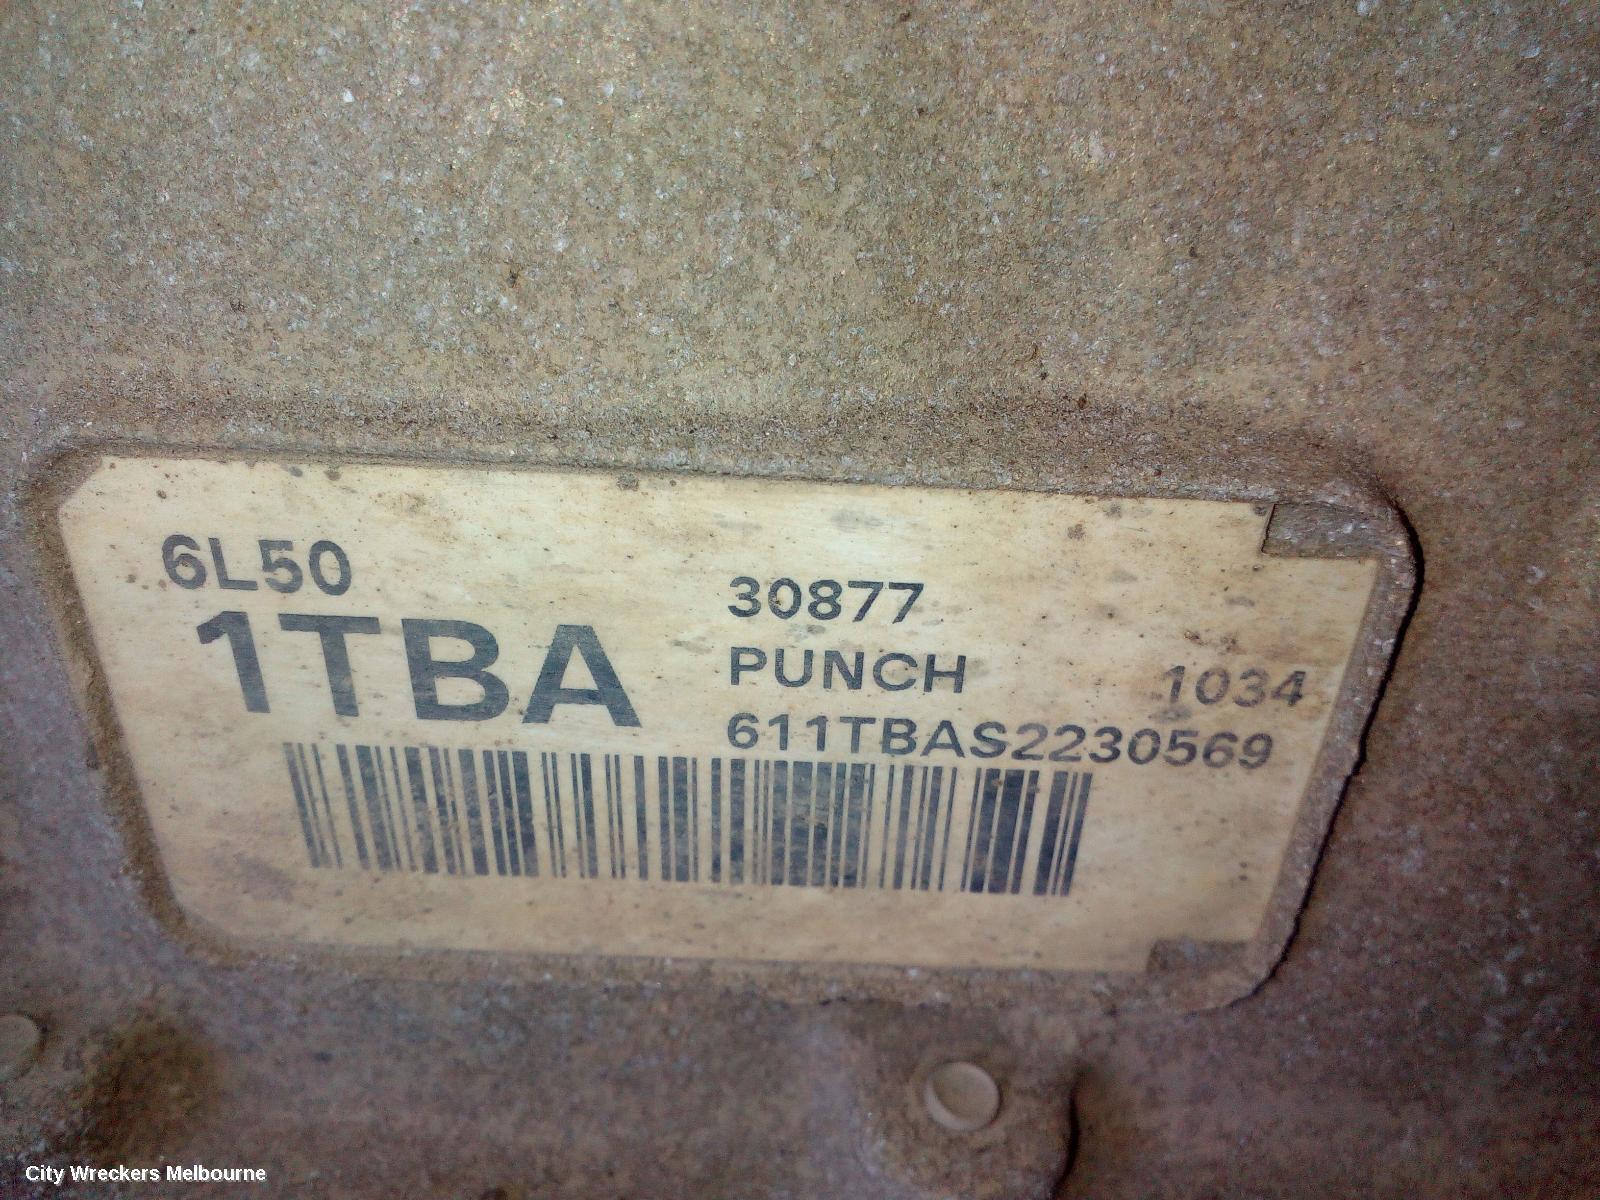 6L50
1TBA
30877
PUNCH 1034
611TBAS2230569
City Wreckers Melbourne